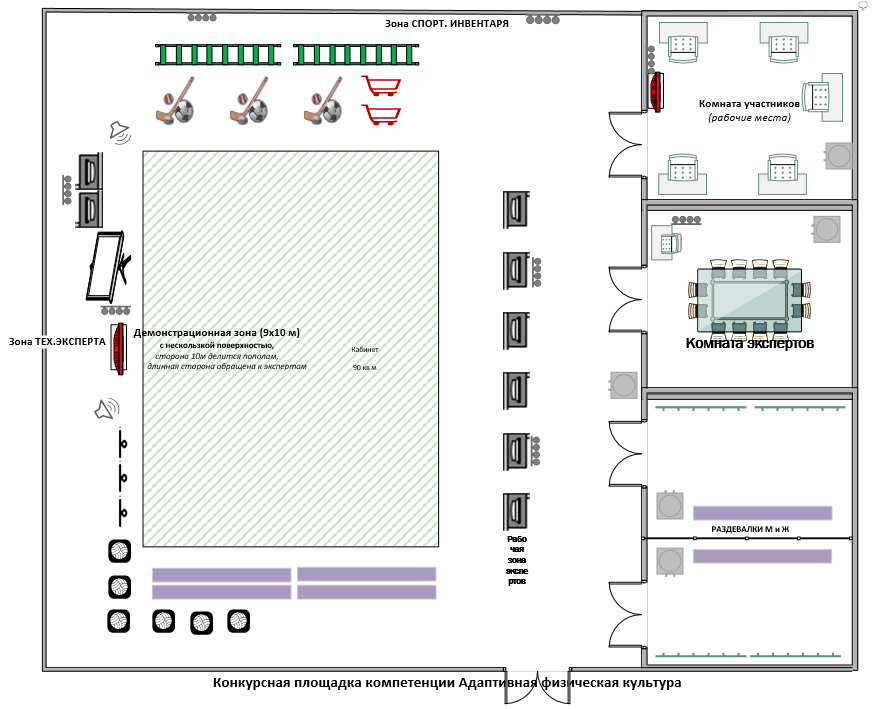 Зона СПОРТ. ИНВЕНТАРЯ
Комната участников
(рабочие места)
Зона ТЕХ.ЭКСПЕРТА
Демонстрационная зона (9х10 м)
с нескользкой поверхностью,
сторона 10м делится пополам,
длинная сторона обращена к экспертам
Кабинет
90 кв м
Комната экспертов
РАЗДЕВАЛКИ М и Ж
Рабо
чая
зона
экспе
ртов
Конкурсная площадка компетенции Адаптивная физическая культура